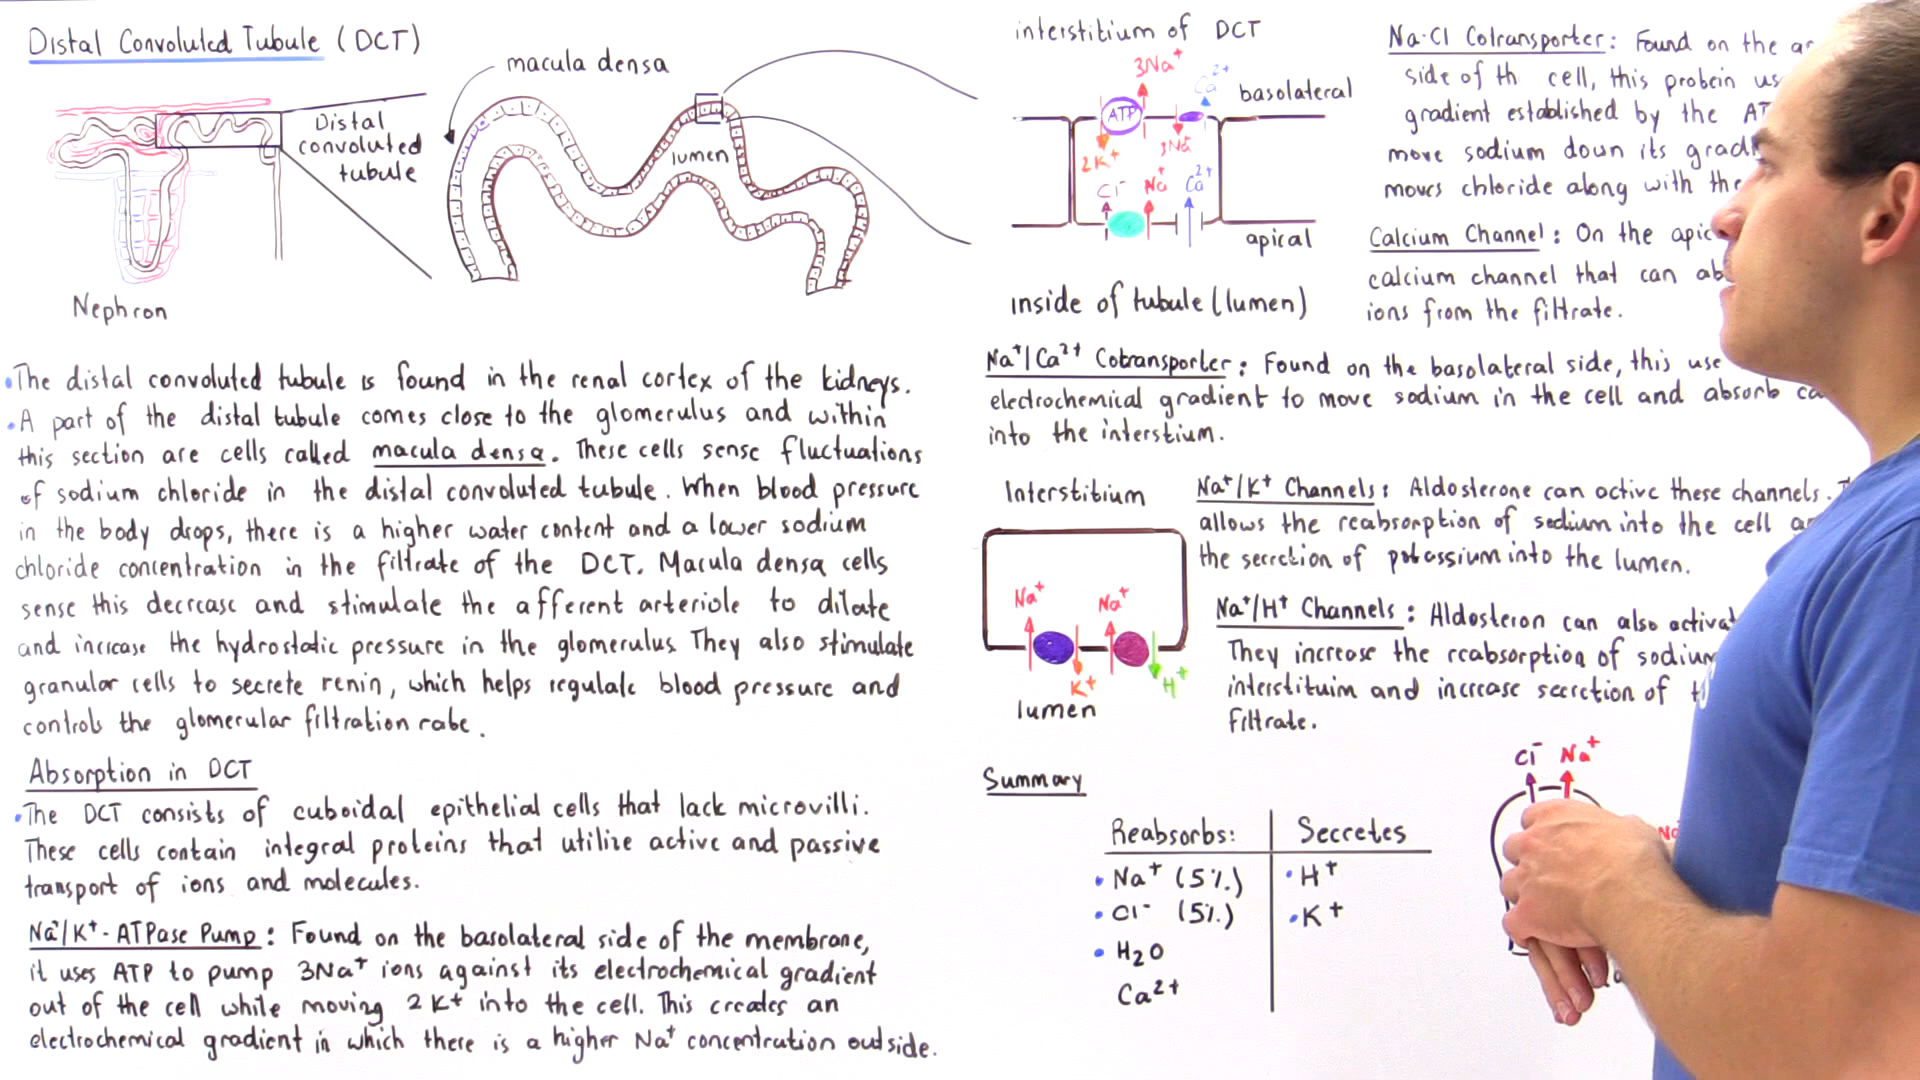 Distal Convoluted Tubule (DCT)
macula densa
Distal
convoluted
tubule
lumen
Nephron
•The distal convoluted tubule is found in the renal cortex of the kidneys.
•A part of the distal tubule comes close to the glomerulus and within
this section are cells called macula densa. These cells sense fluctuations
of sodium chloride in the distal convoluted tubule. When blood pressure
in the body drops, there is a higher water content and a lower sodium
chloride concentration in the filtrate of the DCT. Macula densa cells
sense this decrease and stimulate the afferent arteriole to dilate
and increase the hydrostatic pressure in the glomerulus. They also stimulate
granular cells to secrete renin, which helps regulate blood pressure and
controls the glomerular filtration rate.
Absorption in DCT
•The DCT consists of cuboidal epithelial cells that lack microvilli.
These cells contain integral proteins that utilize active and passive
transport of ions and molecules.
Na+/K+-ATPase Pump: Found on the basolateral side of the membrane,
it uses ATP to pump 3Na+ ions against its electrochemical gradient
out of the cell while moving 2K+ into the cell. This creates an
electrochemical gradient in which there is a higher Na+ concentration outside.
interstitium of DCT
3Na+
Ca2+
basolateral
ATP
2K+
3Na+
Cl-
Na+
Ca2+
apical
inside of tubule (lumen)
Na-Cl Cotransporter: Found on the
side of th cell, this protein
gradient established by the
move sodium down its
moves chloride along with the
Calcium Channel: On the
calcium channel that can
ions from the filtrate.
Na+/Ca2+ Cotransporter: Found on the basolateral side, this use
electrochemical gradient to move sodium in the cell and absorb
into the interstium.
Interstitium
Na+
Na+
K+
H+
lumen
Na+/K+ Channels: Aldosterone can active these channels.
allows the reabsorption of sodium into the cell
the secretion of potassium into the lumen.
Na+/H+ Channels: Aldosteron can also
They increase the reabsorption of
interstituim and increase secretion of
filtrate.
Summary
Reabsorbs: Secretes
•Na+ (5%) •H+
•Cl- (5%) •K+
•H2O
Ca2+
Cl- Na+